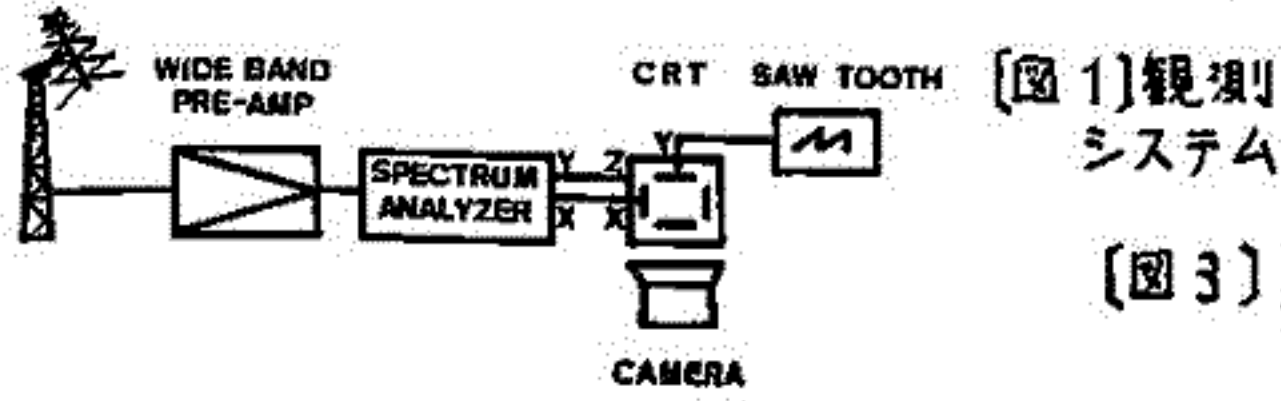 WIDE BAND
PRE-AMP
SPECTRUM
ANALYZER
Y
X
Z
X
Y
CRT
SAW TOOTH
CAMERA
〔図1〕観測
システム
〔図3〕